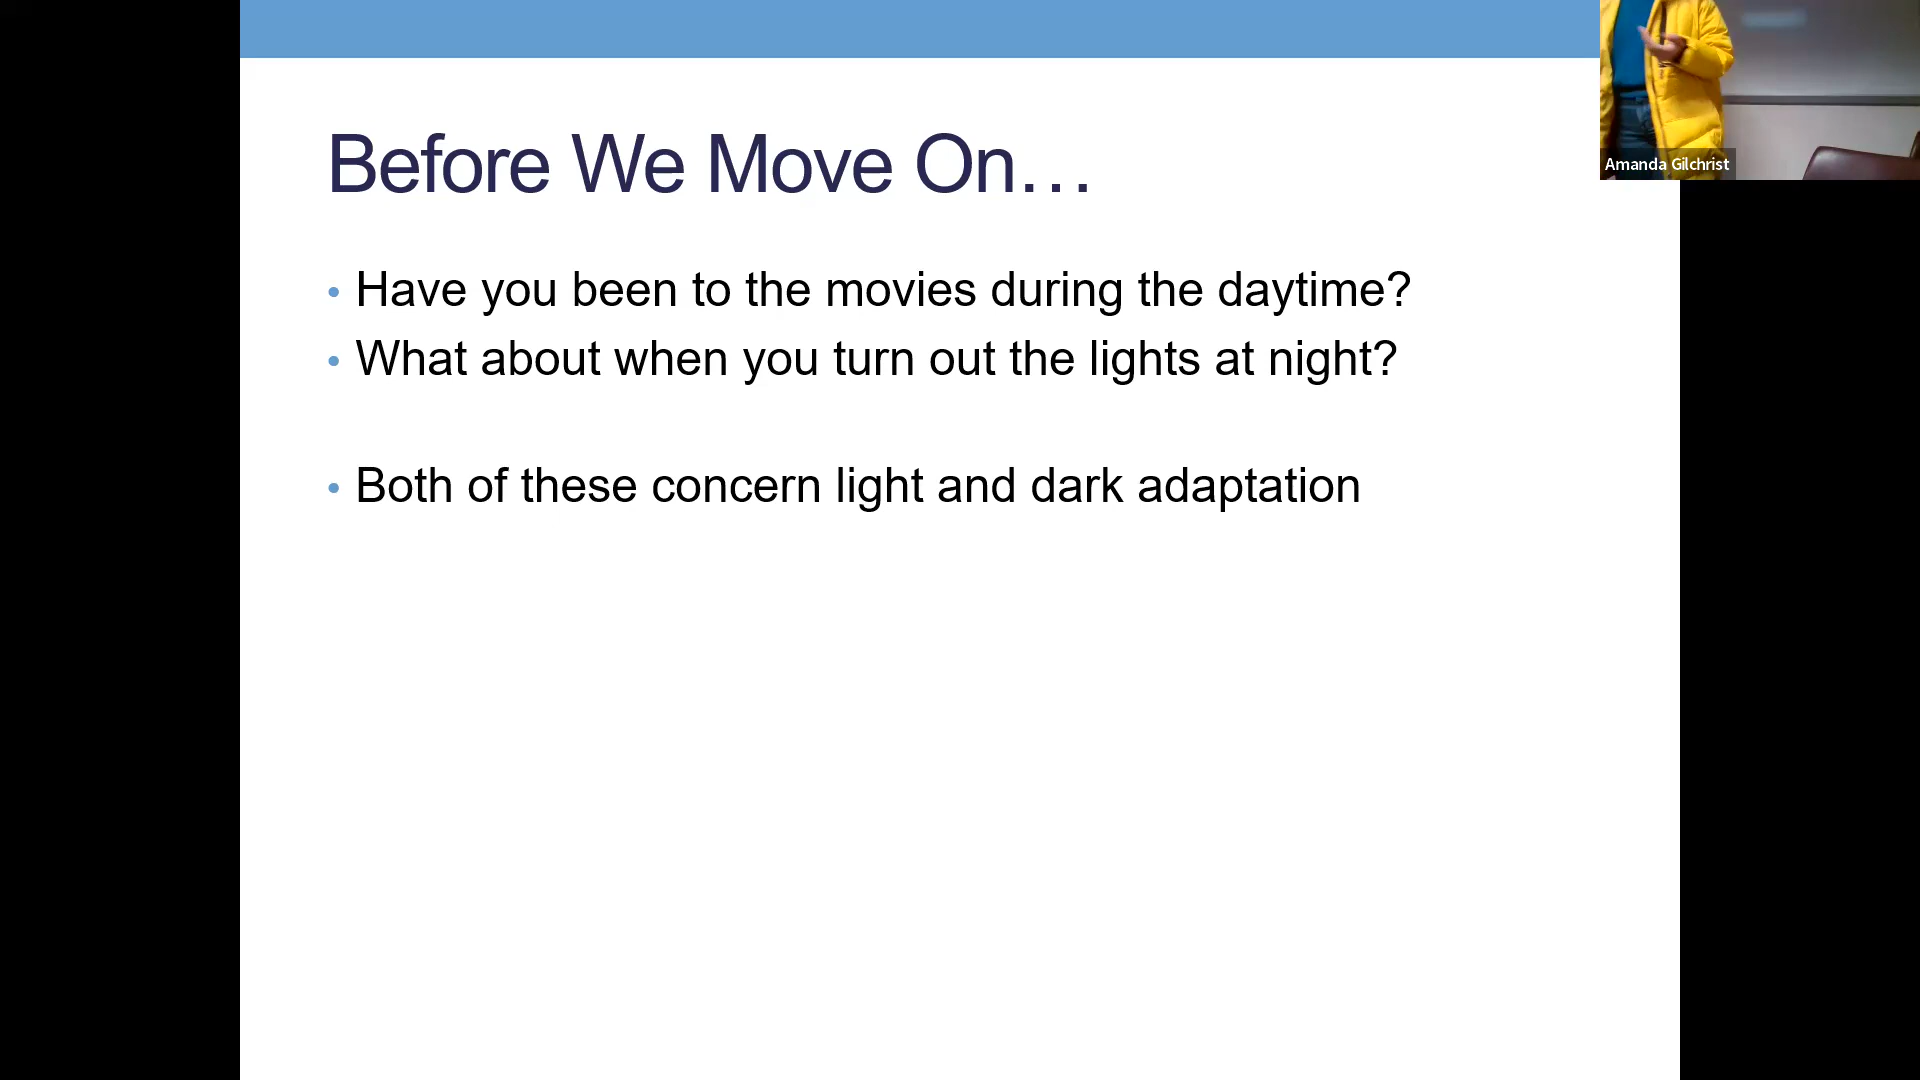 Before We Move On…
• Have you been to the movies during the daytime?
• What about when you turn out the lights at night?
• Both of these concern light and dark adaptation
Amanda Gilchrist